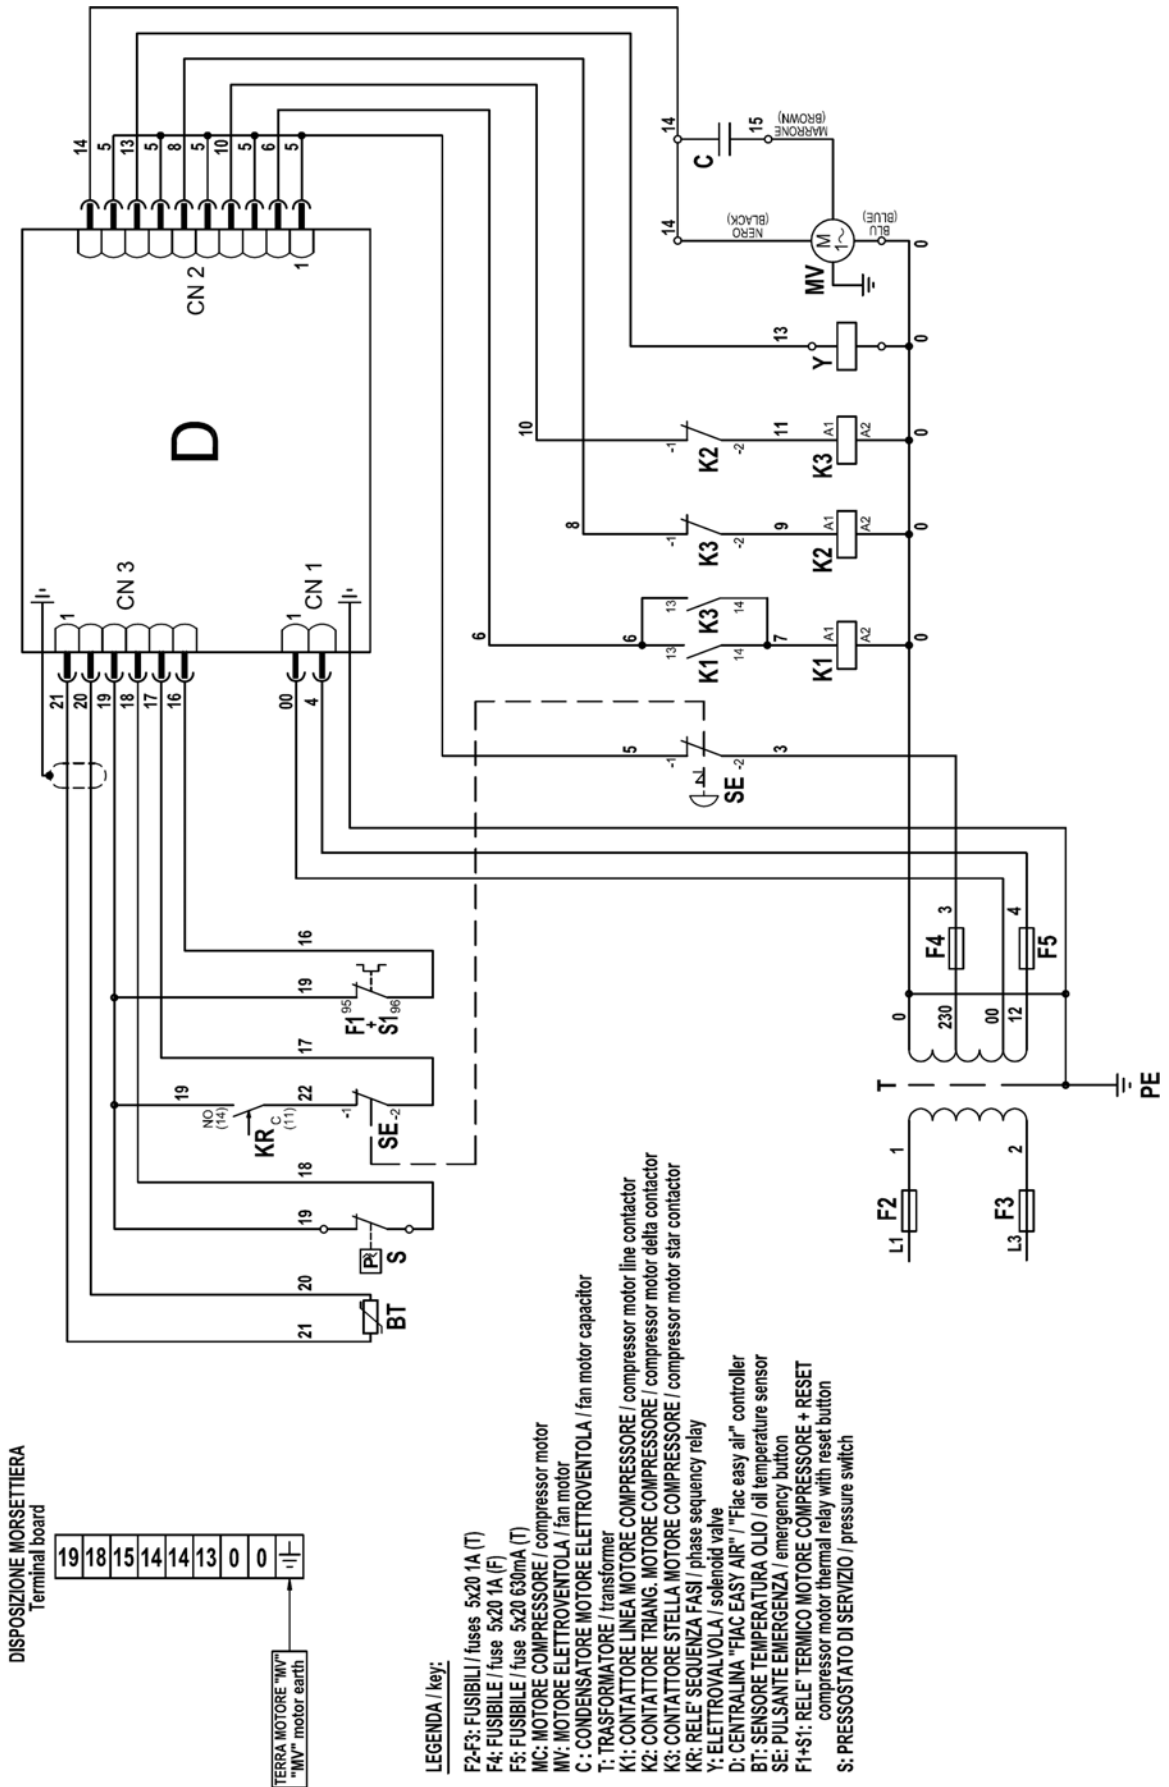 DISPOSIZIONE MORSETTIERA
Terminal board
19 18 15 14 14 13 0 0
TERRA MOTORE "MV"
"MV" motor earth
LEGENDA / key:
F2-F3: FUSIBILI / fuses 5x20 1A (T)
F4: FUSIBILE / fuse 5x20 1A (F)
F5: FUSIBILE / fuse 5x20 630mA (T)
MC: MOTORE COMPRESSORE / compressor motor
MV: MOTORE ELETTROVENTOLA / fan motor
C : CONDENSATORE MOTORE ELETTROVENTOLA / fan motor capacitor
T: TRASFORMATORE / transformer
K1: CONTATTORE LINEA MOTORE COMPRESSORE / compressor motor line contactor
K2: CONTATTORE TRIANG. MOTORE COMPRESSORE / compressor motor delta contactor
K3: CONTATTORE STELLA MOTORE COMPRESSORE / compressor motor star contactor
KR: RELE' SEQUENZA FASI / phase sequency relay
Y: ELETTROVALVOLA / solenoid valve
D: CENTRALINA "FIAC EASY AIR" / "Fiac easy air" controller
BT: SENSORE TEMPERATURA OLIO / oil temperature sensor
SE: PULSANTE EMERGENZA / emergency button
F1+S1: RELE' TERMICO MOTORE COMPRESSORE + RESET
compressor motor thermal relay with reset button
S: PRESSOSTATO DI SERVIZIO / pressure switch
D
CN 3
1
CN 1
1
CN 2
1
21
20
19
18
17
16
00
4
14
5
13
5
8
5
10
5
6
5
21
20
BT
19
18
P
S
19
NO
(14)
KR
C
(11)
22
17
-1
SE
-2
19
16
F1
95
+
S1
96
5
-1
SE
-2
3
6
6
13
K1
14
13
K3
14
7
A1
K1
A2
0
8
-1
K3
-2
9
A1
K2
A2
0
10
-1
K2
-2
11
A1
K3
A2
0
13
Y
0
14
14
C
15
MARRONE
(BROWN)
NERO
(BLACK)
M
1~
MV
BLU
(BLUE)
0
L1
F2
1
L3
F3
2
T
0
230
00
12
F4
3
F5
4
PE